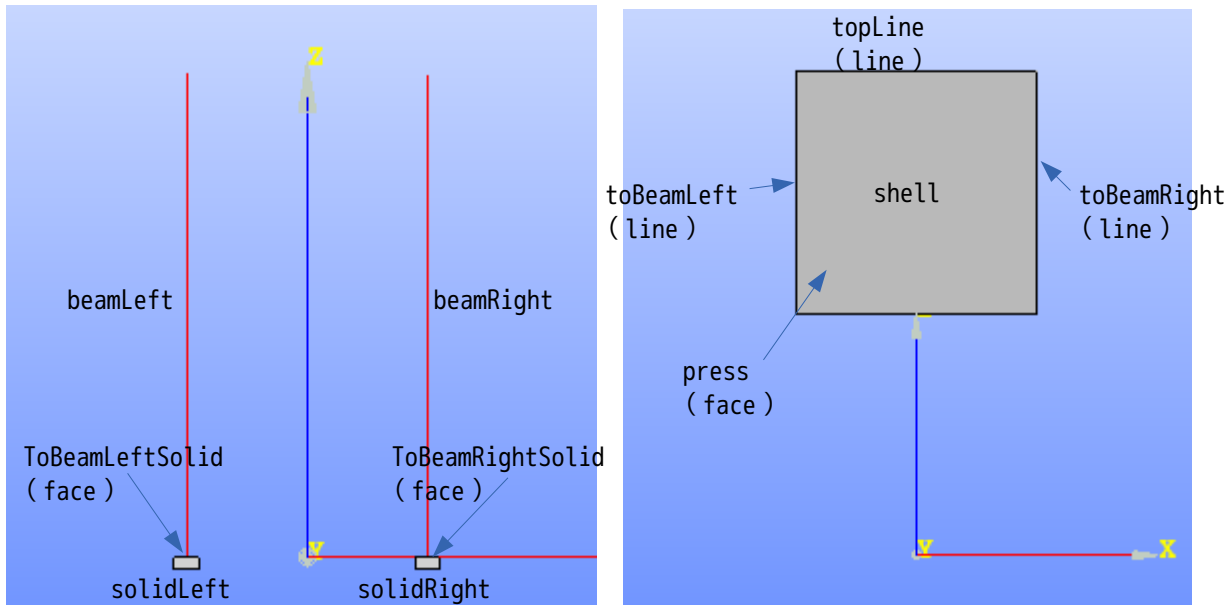 Z
beamLeft
beamRight
ToBeamLeftSolid
(face)
ToBeamRightSolid
(face)
Y
solidLeft
solidRight
topLine
(line)
toBeamLeft
(line)
shell
toBeamRight
(line)
press
(face)
Y
X